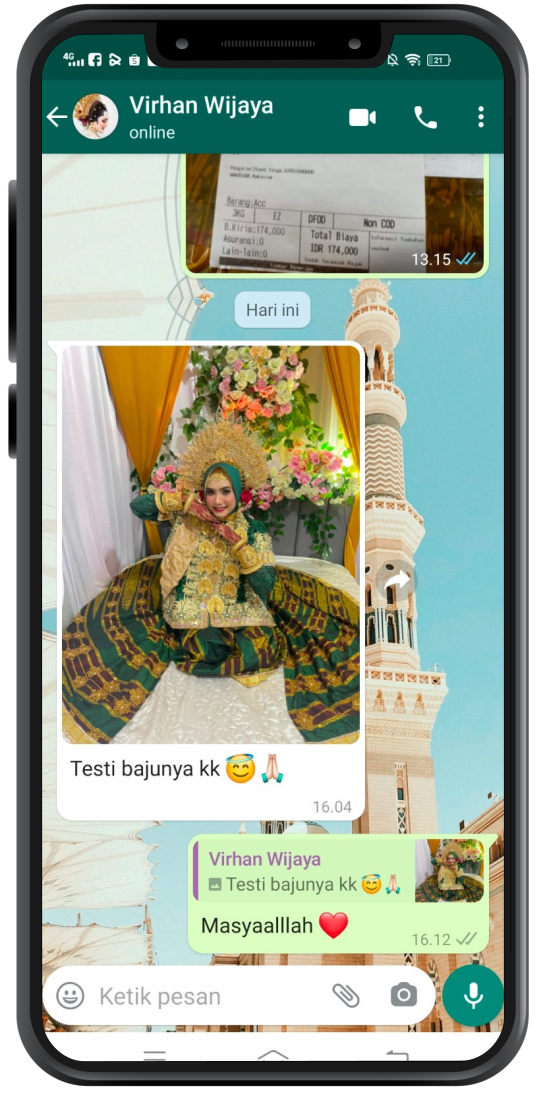 4G
21
Virhan Wijaya
online
Barang:Acc
3KG EZ DFOD Non COD
B.Kirim:174,000 Total Biaya
Asuransi:0 IDR 174,000
Lain-lain:0
13.15
Hari ini
Testi bajunya kk 😇🙏🏻
16.04
Virhan Wijaya
Testi bajunya kk 😇🙏🏻
Masyaalllah ❤️
16.12
Ketik pesan